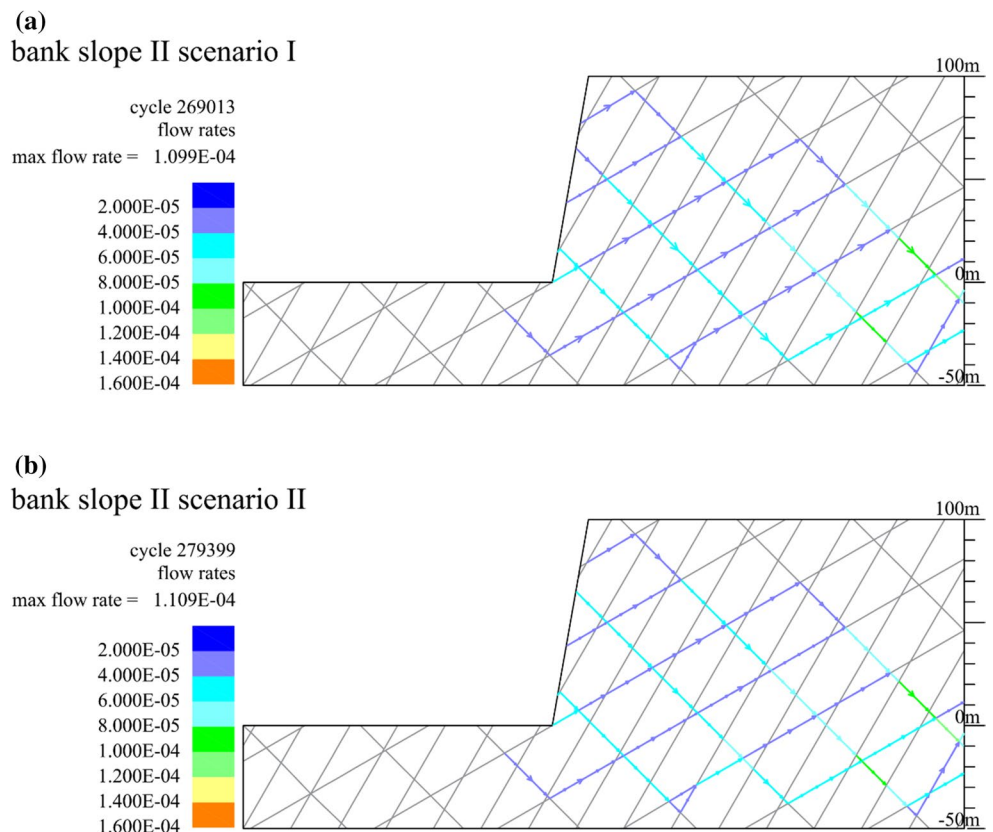 (a)
bank slope II scenario I
cycle 269013
flow rates
max flow rate = 1.099E-04
2.000E-05
4.000E-05
6.000E-05
8.000E-05
1.000E-04
1.200E-04
1.400E-04
1.600E-04
100m
0m
-50m
(b)
bank slope II scenario II
cycle 279399
flow rates
max flow rate = 1.109E-04
2.000E-05
4.000E-05
6.000E-05
8.000E-05
1.000E-04
1.200E-04
1.400E-04
1.600E-04
100m
0m
-50m